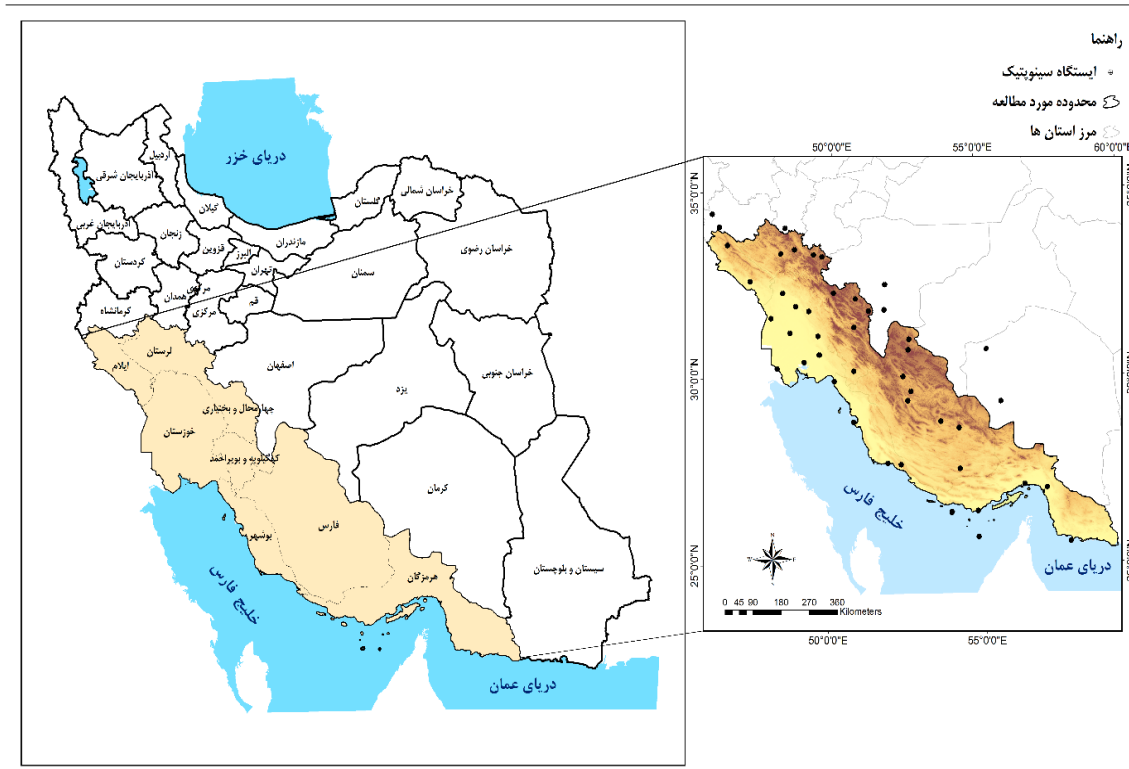 راهنما
ایستگاه سینوپتیک
محدوده مورد مطالعه
مرز استان ها
دریای خزر
اردبیل
آذربایجان شرقی
آذربایجان غربی
گیلان
زنجان
کردستان
قزوین
البرز
مازندران
تهران
گلستان
خراسان شمالی
خراسان رضوی
سمنان
همدان
مرکزی
مرکزی
قم
کرمانشاه
لرستان
ایلام
اصفهان
یزد
خراسان جنوبی
چهارمحال و بختیاری
خوزستان
کهگیلویه و بویراحمد
کرمان
فارس
بوشهر
هرمزگان
سیستان و بلوچستان
خلیج فارس
دریای عمان
50°0'0"E
55°0'0"E
60°0'0"E
35°0'0"N
30°0'0"N
25°0'0"N
خلیج فارس
دریای عمان
N
0 45 90 180 270 360
Kilometers
50°0'0"E
55°0'0"E